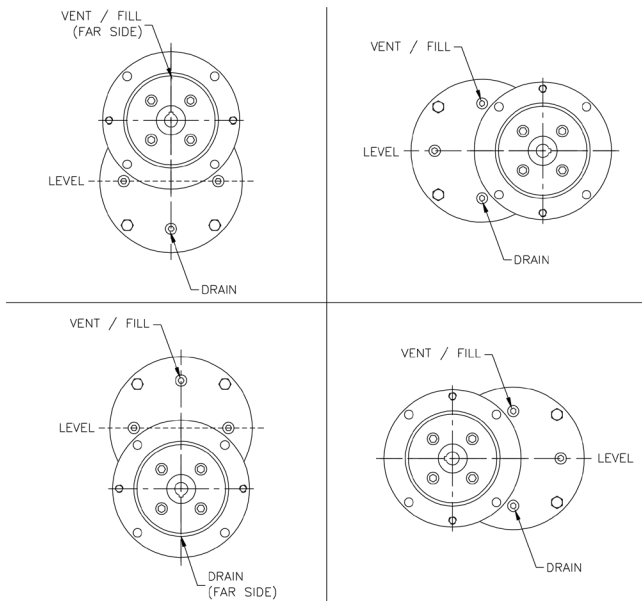 VENT / FILL
(FAR SIDE)
LEVEL
DRAIN
VENT / FILL
LEVEL
DRAIN
VENT / FILL
LEVEL
DRAIN
(FAR SIDE)
VENT / FILL
LEVEL
DRAIN